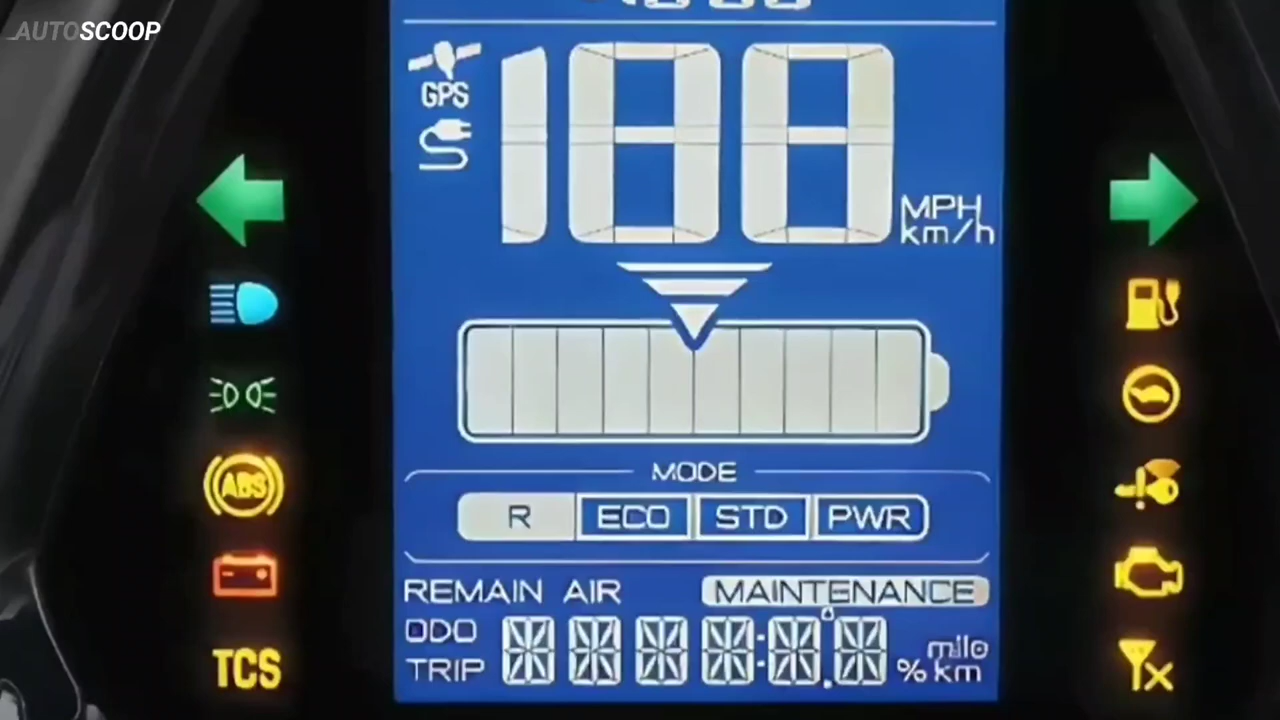 AUTOSCOOP
GPS
188
MPH
km/h
MODE
R ECO STD PWR
REMAIN AIR MAINTENANCE
ODO
TRIP
mile
% km
ABS
TCS